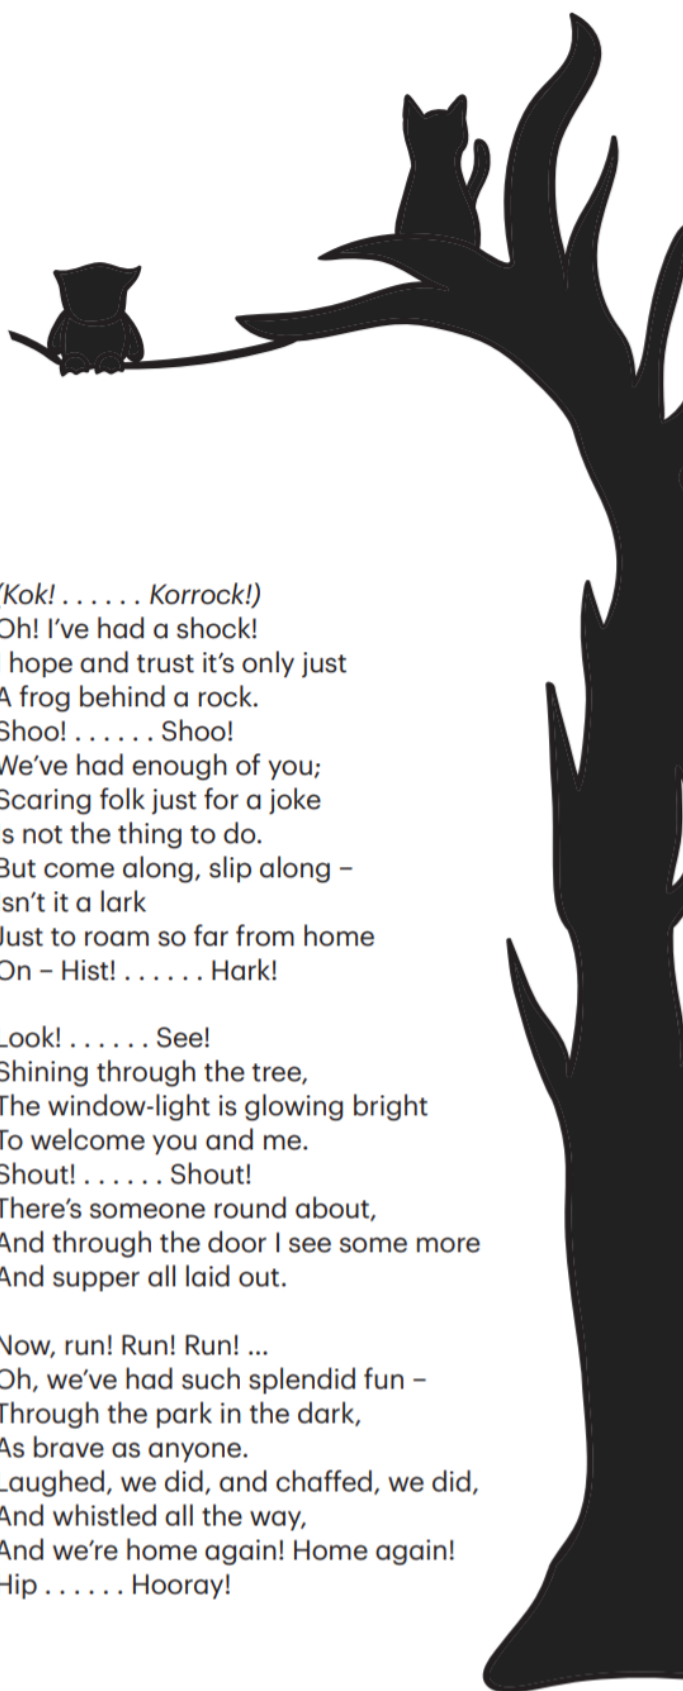 (Kok! . . . . . . Korrock!)
Oh! I've had a shock!
I hope and trust it's only just
A frog behind a rock.
Shoo! . . . . . . Shoo!
We've had enough of you;
Scaring folk just for a joke
Is not the thing to do.
But come along, slip along –
Isn't it a lark
Just to roam so far from home
On – Hist! . . . . . . Hark!

Look! . . . . . . See!
Shining through the tree,
The window-light is glowing bright
To welcome you and me.
Shout! . . . . . . Shout!
There's someone round about,
And through the door I see some more
And supper all laid out.

Now, run! Run! Run! ...
Oh, we've had such splendid fun –
Through the park in the dark,
As brave as anyone.
Laughed, we did, and chaffed, we did,
And whistled all the way,
And we're home again! Home again!
Hip . . . . . . Hooray!